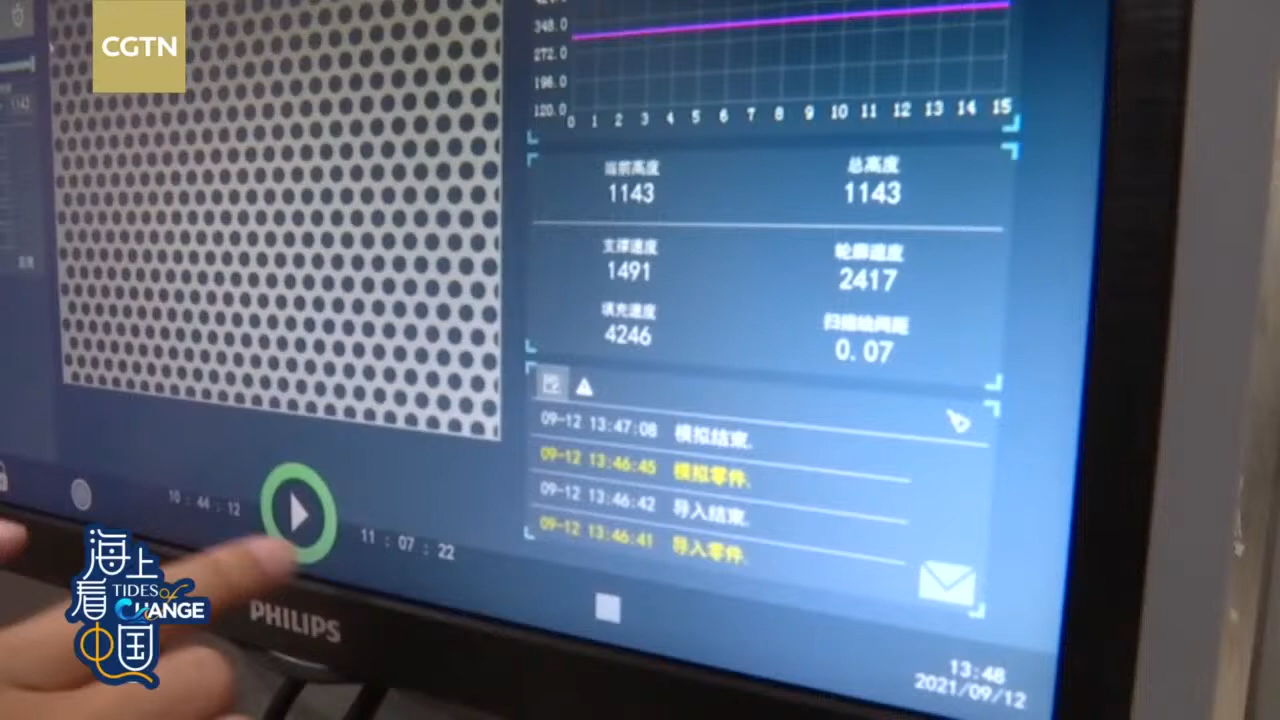 CGTN
348.0
272.0
196.0
120.0
0 1 2 3 4 5 6 7 8 9 10 11 12 13 14 15
1143
当前高度 总高度
1143 1143
支撑速度 轮廓速度
1491 2417
填充速度 扫描线间距
4246 0.07
09-12 13:47:08 模拟结束.
09-12 13:46:45 模拟零件.
09-12 13:46:42 导入结束.
09-12 13:46:41 导入零件.
10 : 44 : 12
11 : 07 : 22
海上看中国
TIDES of CHANGE
PHILIPS
13:48
2021/09/12